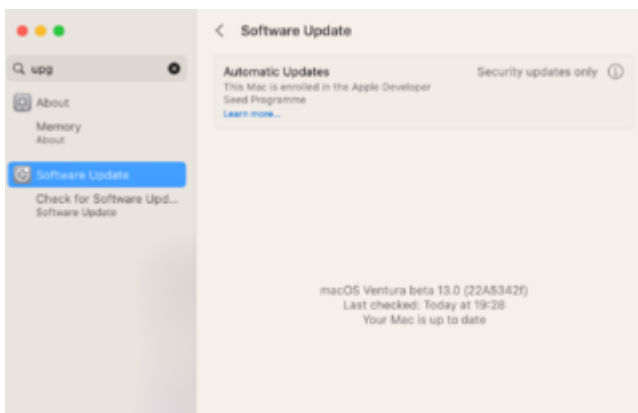 Software Update
upg
About
Memory
About
Software Update
Check for Software Upd...
Software Update
Automatic Updates
Security updates only
This Mac is enrolled in the Apple Developer
Seed Programme
Learn more...
macOS Ventura beta 13.0 (22A5342f)
Last checked: Today at 19:28
Your Mac is up to date